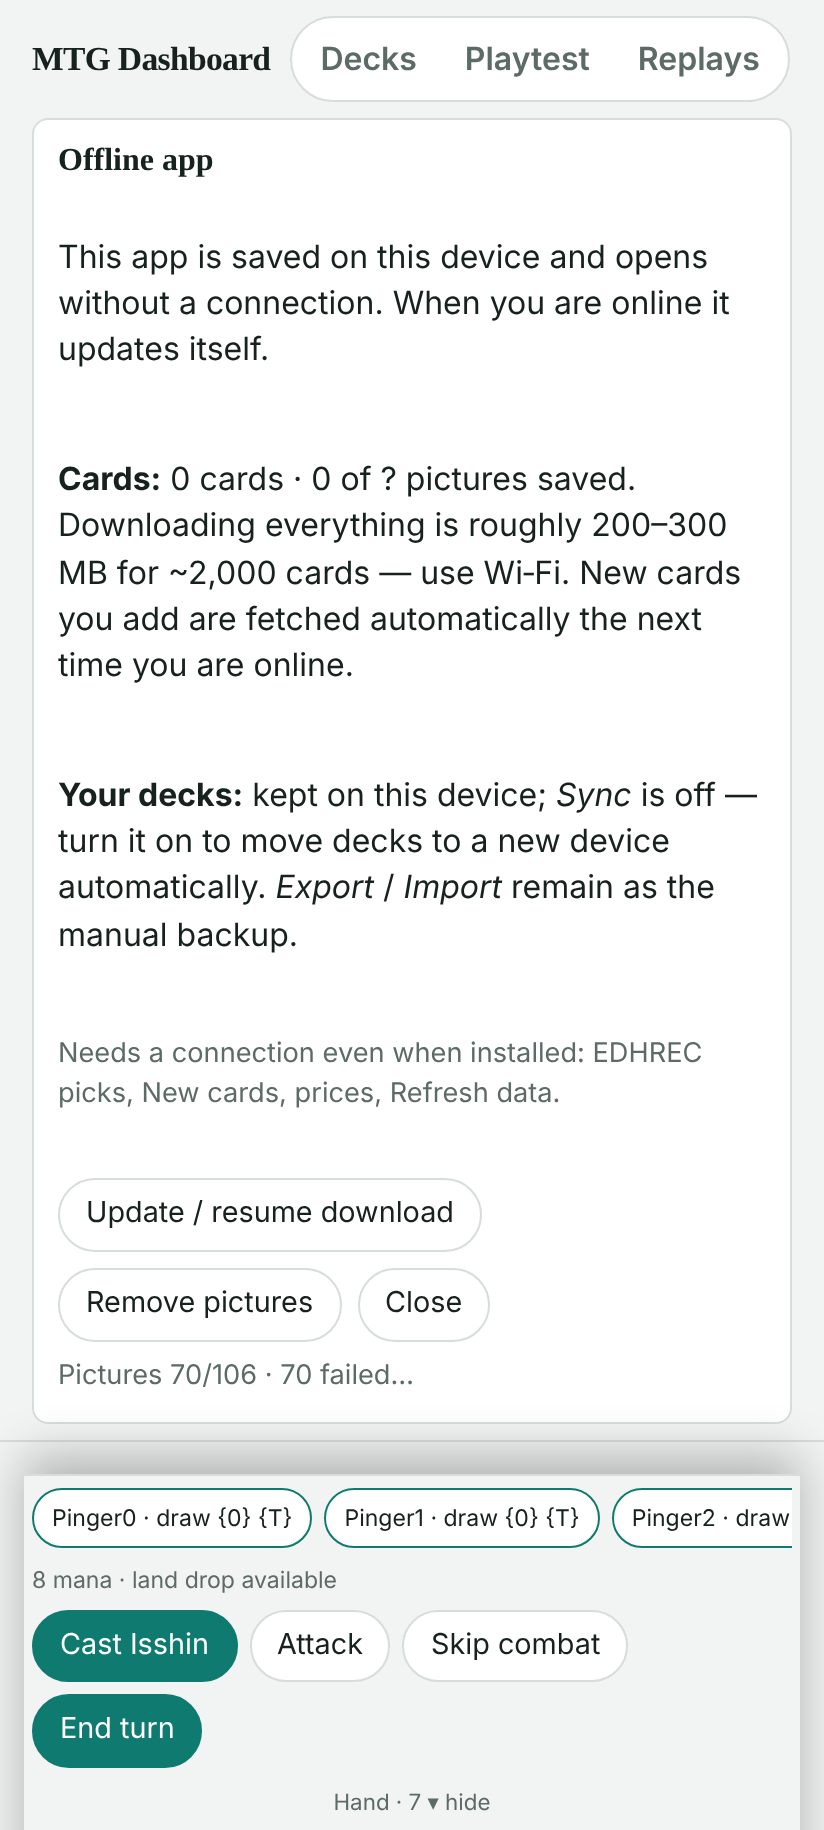 MTG Dashboard
Decks
Playtest
Replays
Offline app
This app is saved on this device and opens
without a connection. When you are online it
updates itself.
Cards: 0 cards · 0 of ? pictures saved.
Downloading everything is roughly 200–300
MB for ~2,000 cards — use Wi-Fi. New cards
you add are fetched automatically the next
time you are online.
Your decks: kept on this device; Sync is off —
turn it on to move decks to a new device
automatically. Export / Import remain as the
manual backup.
Needs a connection even when installed: EDHREC
picks, New cards, prices, Refresh data.
Update / resume download
Remove pictures
Close
Pictures 70/106 · 70 failed…
Pinger0 · draw {0} {T}
Pinger1 · draw {0} {T}
Pinger2 · draw
8 mana · land drop available
Cast Isshin
Attack
Skip combat
End turn
Hand · 7 ▾ hide